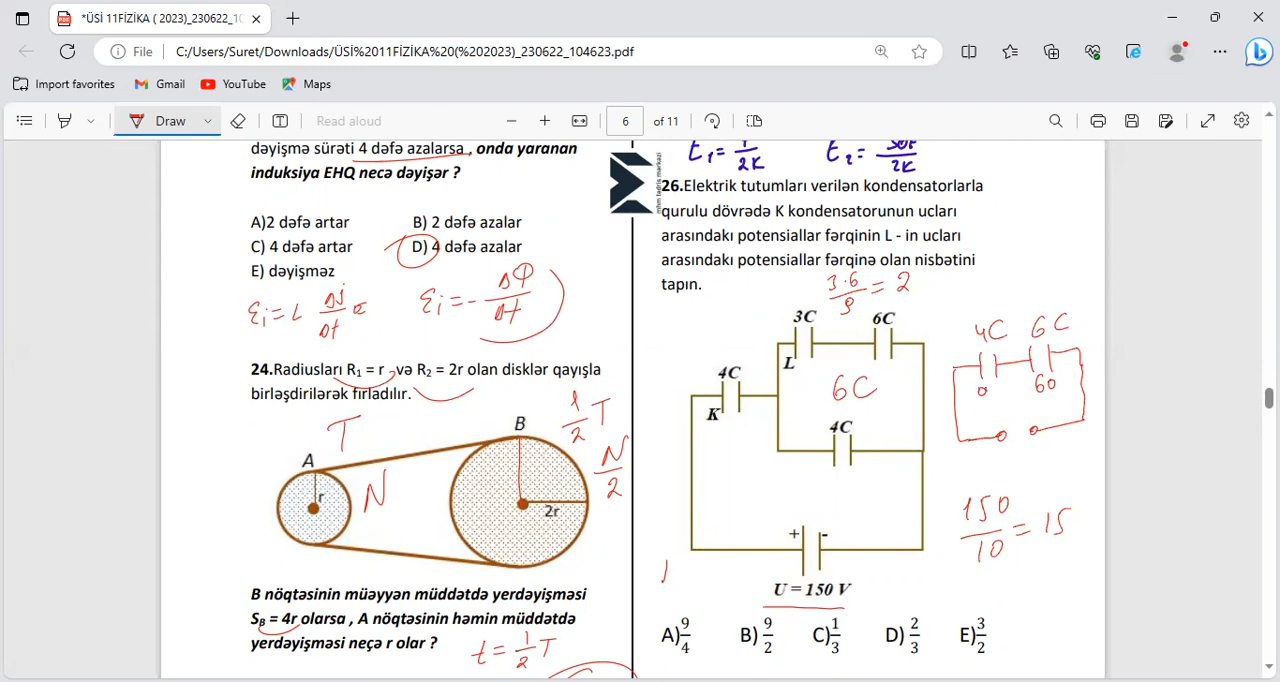 *ÜSİ 11FİZİKA ( 2023)_230622_10
File
C:/Users/Suret/Downloads/ÜSİ%2011FİZİKA%20(%202023)_230622_104623.pdf
Import favorites
Gmail
YouTube
Maps
Draw
Read aloud
6
of 11
dəyişmə sürəti 4 dəfə azalarsa , onda yaranan
induksiya EHQ necə dəyişər ?
A)2 dəfə artar
B) 2 dəfə azalar
C) 4 dəfə artar
D) 4 dəfə azalar
E) dəyişməz
24.Radiusları R₁ = r , və R₂ = 2r olan disklər qayışla
birləşdirilərək fırladılır.
T
A
r
N
B
1/2 T
N/2
2r
B nöqtəsinin müəyyən müddətdə yerdəyişməsi
S_B = 4r olarsa , A nöqtəsinin həmin müddətdə
yerdəyişməsi neçə r olar ?
t = 1/2 T
mhm tədris mərkəzi
26.Elektrik tutumları verilən kondensatorlarla
qurulu dövrədə K kondensatorunun ucları
arasındakı potensiallar fərqinin L - in ucları
arasındakı potensiallar fərqinə olan nisbətini
tapın.
3·6/9 = 2
3C
6C
L
4C
K
6C
4C
+
-
U = 150 V
4C
6C
150/10 = 15
A) 9/4
B) 9/2
C) 1/3
D) 2/3
E) 3/2